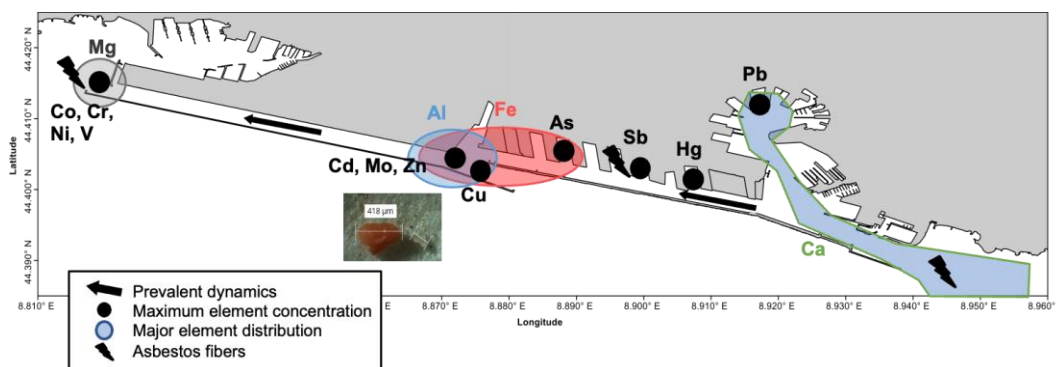 44.420° N
44.410° N
44.400° N
44.390° N
Latitude
Mg
Co, Cr,
Ni, V
Al
Fe
As
Sb
Hg
Pb
Cd, Mo, Zn
Cu
418 µm
Ca
8.810° E
8.870° E
8.880° E
8.890° E
8.900° E
8.910° E
8.920° E
8.930° E
8.940° E
8.950° E
8.960° E
Longitude
Prevalent dynamics
Maximum element concentration
Major element distribution
Asbestos fibers